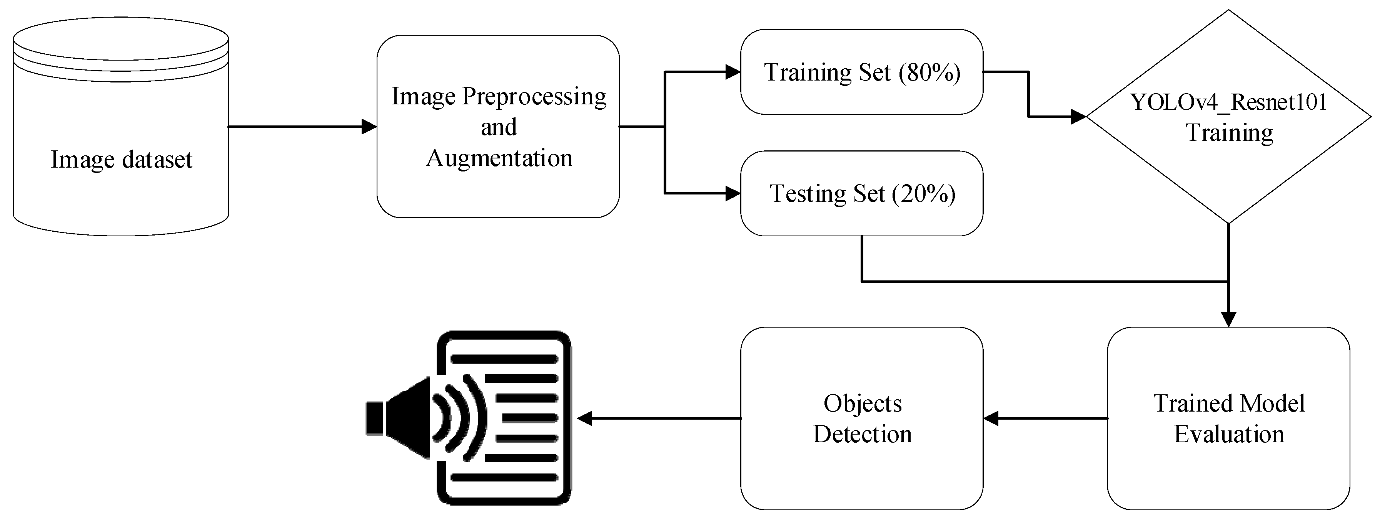 Image dataset
Image Preprocessing
and
Augmentation
Training Set (80%)
Testing Set (20%)
YOLOv4_Resnet101
Training
Objects
Detection
Trained Model
Evaluation